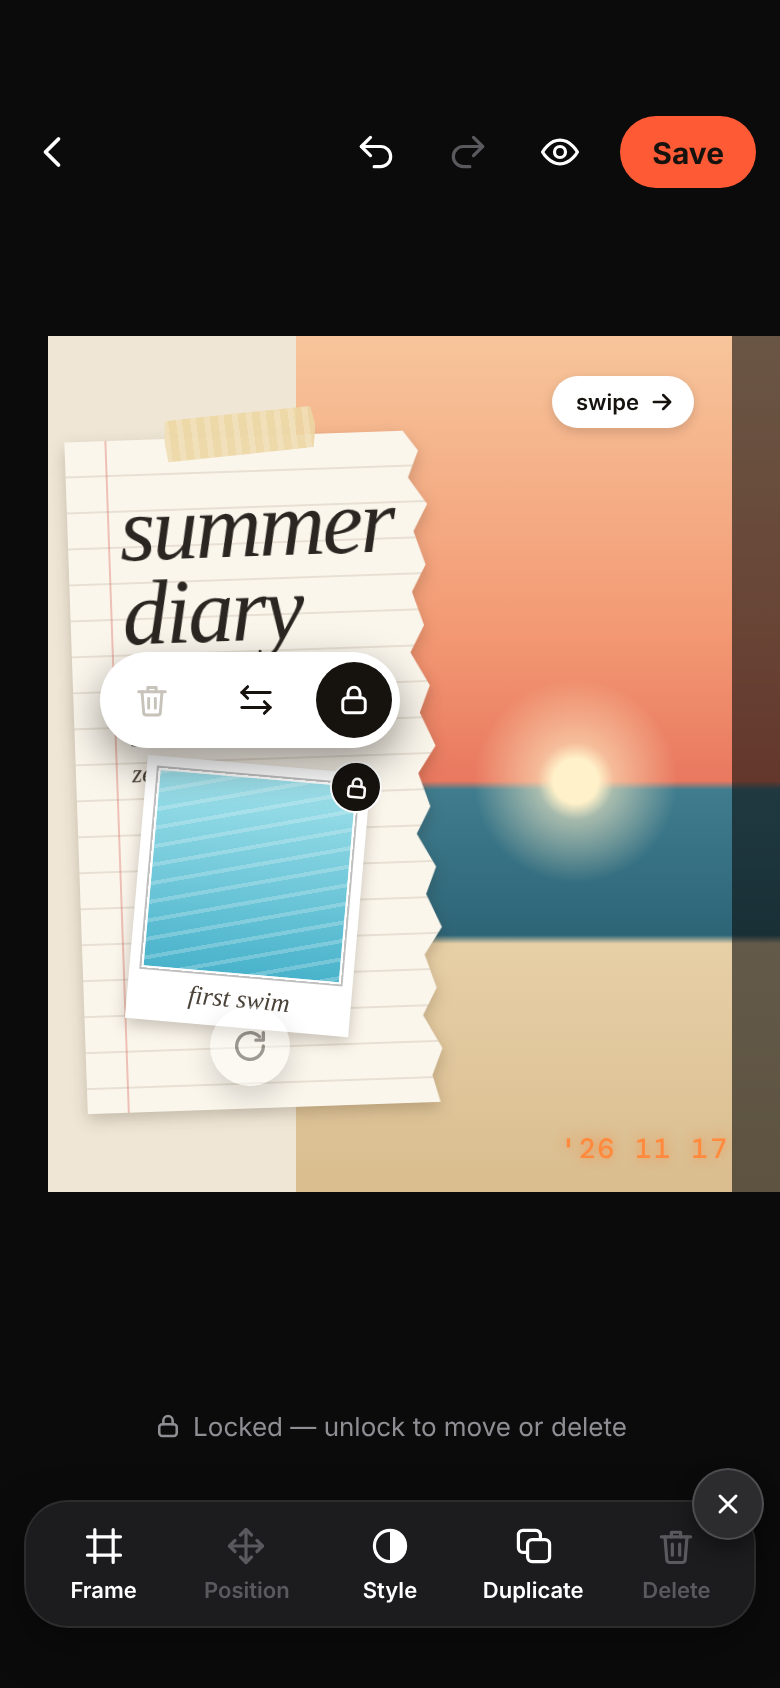 Save
swipe →
summer
diary
first swim
'26 11 17
Locked — unlock to move or delete
Frame
Position
Style
Duplicate
Delete